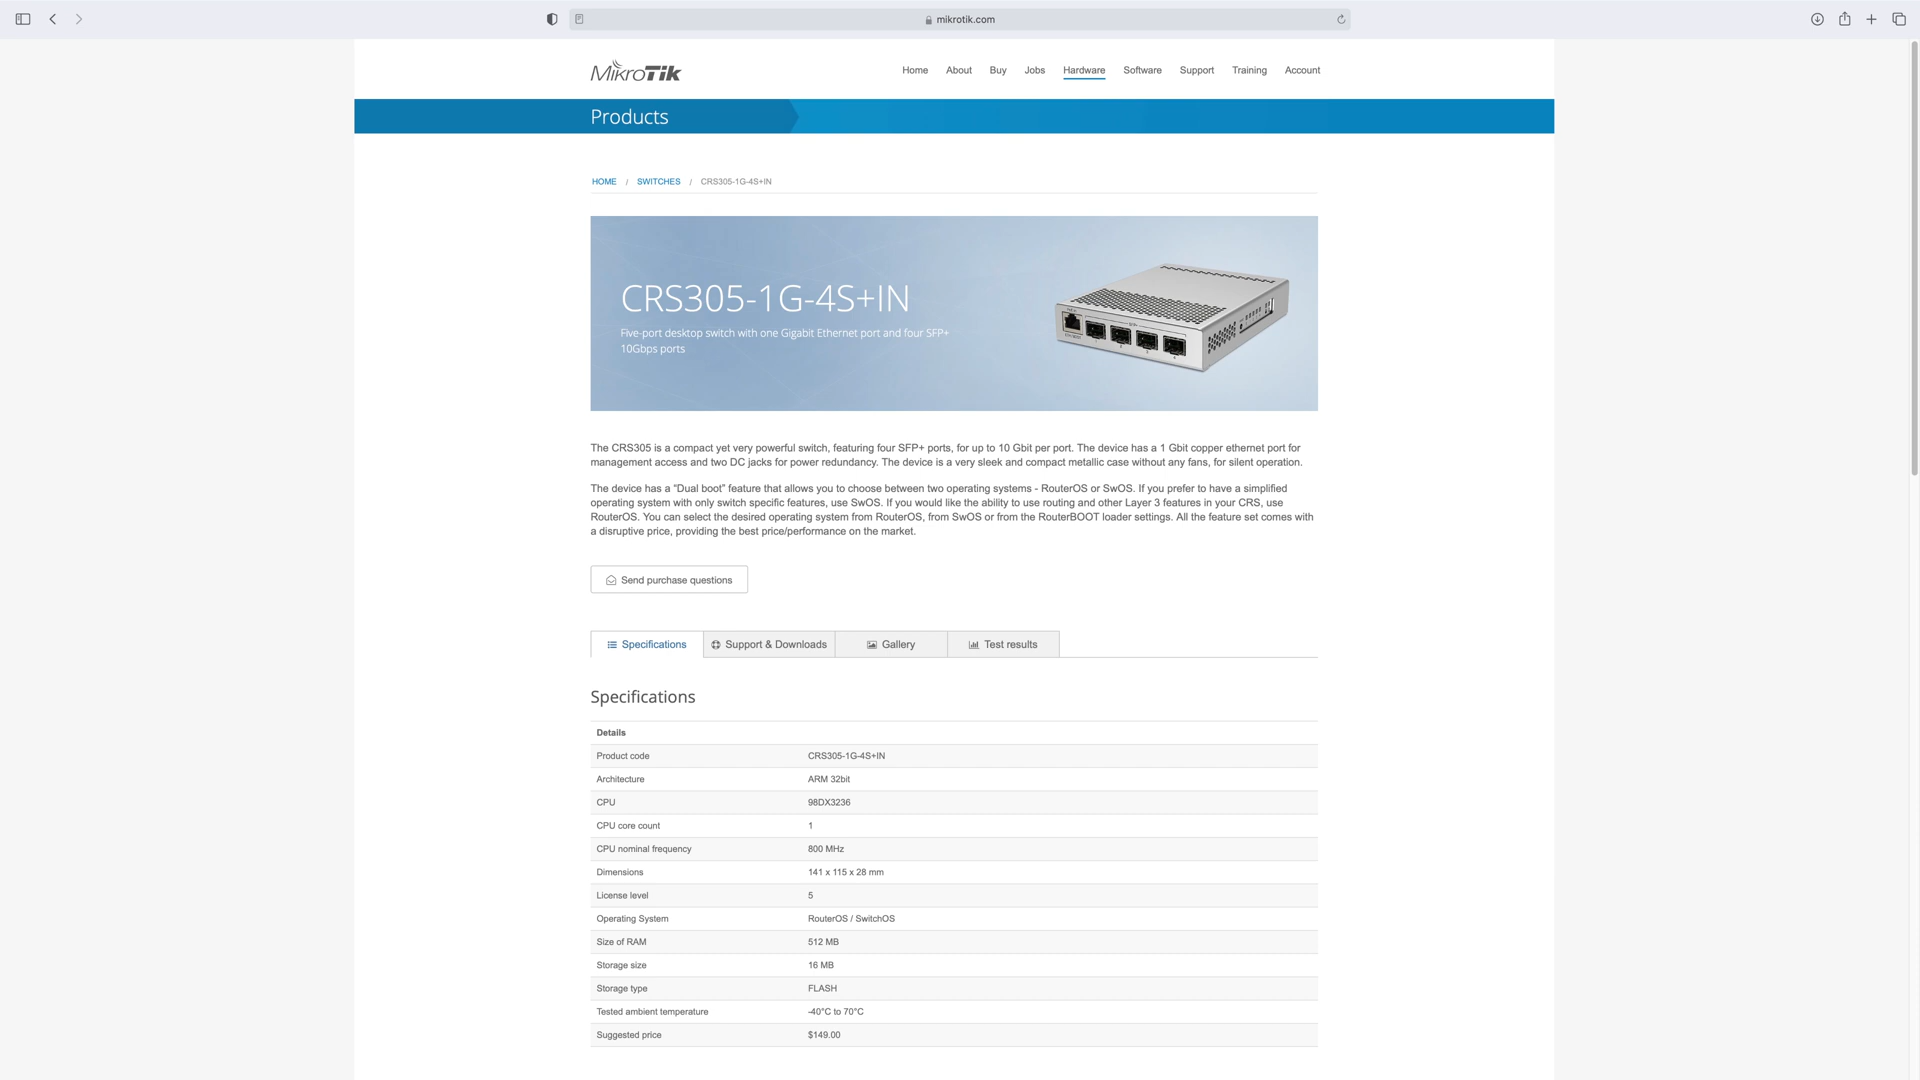 mikrotik.com
MikroTik
Home About Buy Jobs Hardware Software Support Training Account
Products
HOME / SWITCHES / CRS305-1G-4S+IN
CRS305-1G-4S+IN
Five-port desktop switch with one Gigabit Ethernet port and four SFP+
10Gbps ports
The CRS305 is a compact yet very powerful switch, featuring four SFP+ ports, for up to 10 Gbit per port. The device has a 1 Gbit copper ethernet port for
management access and two DC jacks for power redundancy. The device is a very sleek and compact metallic case without any fans, for silent operation.
The device has a “Dual boot” feature that allows you to choose between two operating systems - RouterOS or SwOS. If you prefer to have a simplified
operating system with only switch specific features, use SwOS. If you would like the ability to use routing and other Layer 3 features in your CRS, use
RouterOS. You can select the desired operating system from RouterOS, from SwOS or from the RouterBOOT loader settings. All the feature set comes with
a disruptive price, providing the best price/performance on the market.
Send purchase questions
Specifications Support & Downloads Gallery Test results
Specifications
Details
Product code CRS305-1G-4S+IN
Architecture ARM 32bit
CPU 98DX3236
CPU core count 1
CPU nominal frequency 800 MHz
Dimensions 141 x 115 x 28 mm
License level 5
Operating System RouterOS / SwitchOS
Size of RAM 512 MB
Storage size 16 MB
Storage type FLASH
Tested ambient temperature -40°C to 70°C
Suggested price $149.00